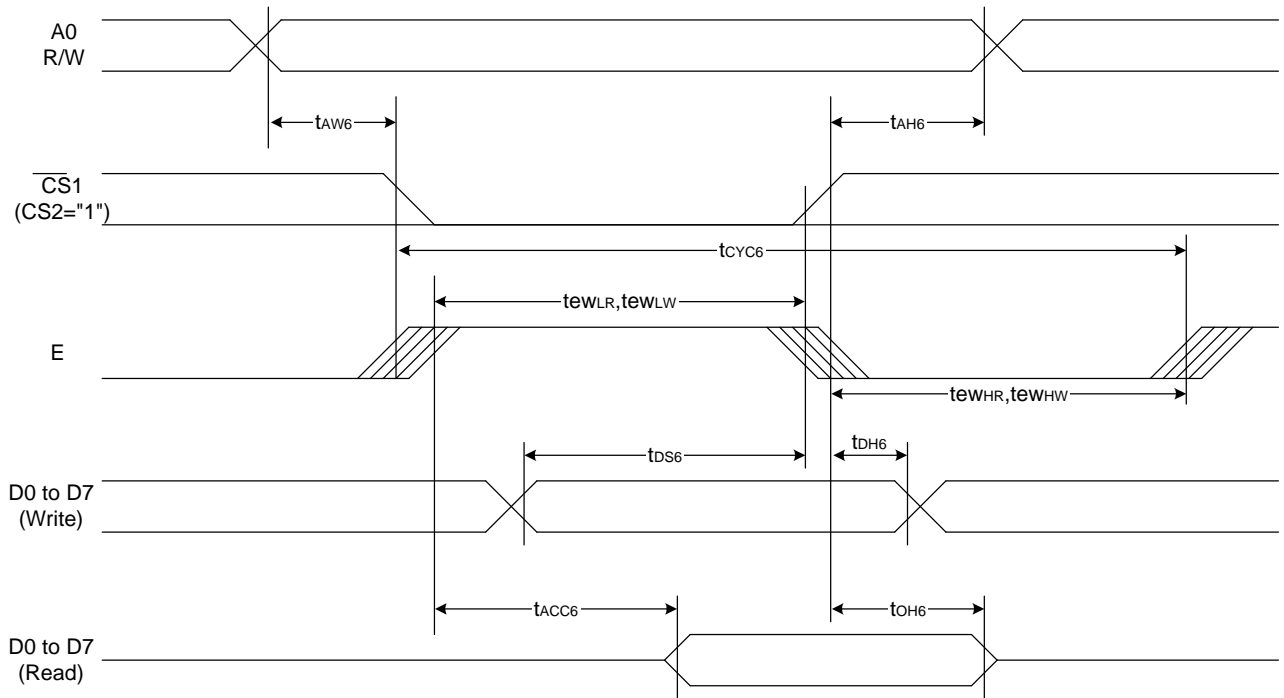 A0
R/W
tAW6
tAH6
CS1
(CS2="1")
tCYC6
tewLR,tewLW
E
tewHR,tewHW
tDS6
tDH6
D0 to D7
(Write)
tACC6
tOH6
D0 to D7
(Read)